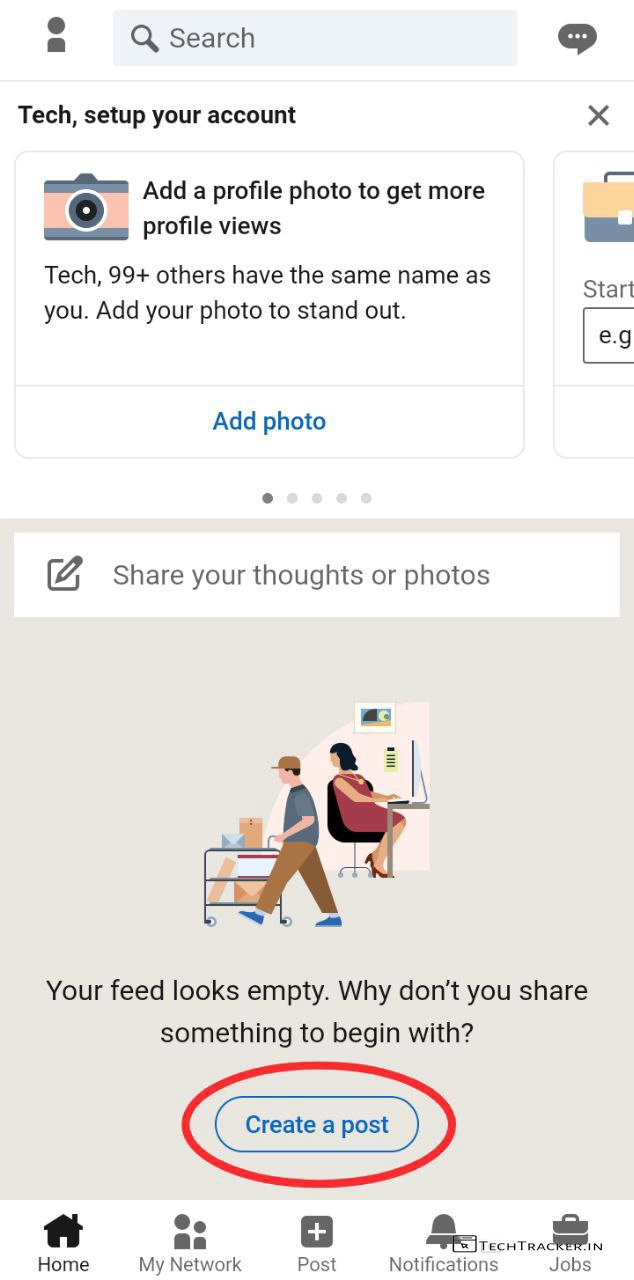 Search
Tech, setup your account
Add a profile photo to get more
profile views
Tech, 99+ others have the same name as
you. Add your photo to stand out.
Add photo
Start
e.g
Share your thoughts or photos
Your feed looks empty. Why don’t you share
something to begin with?
Create a post
Home
My Network
Post
Notifications
Jobs
TECHTRACKER.IN